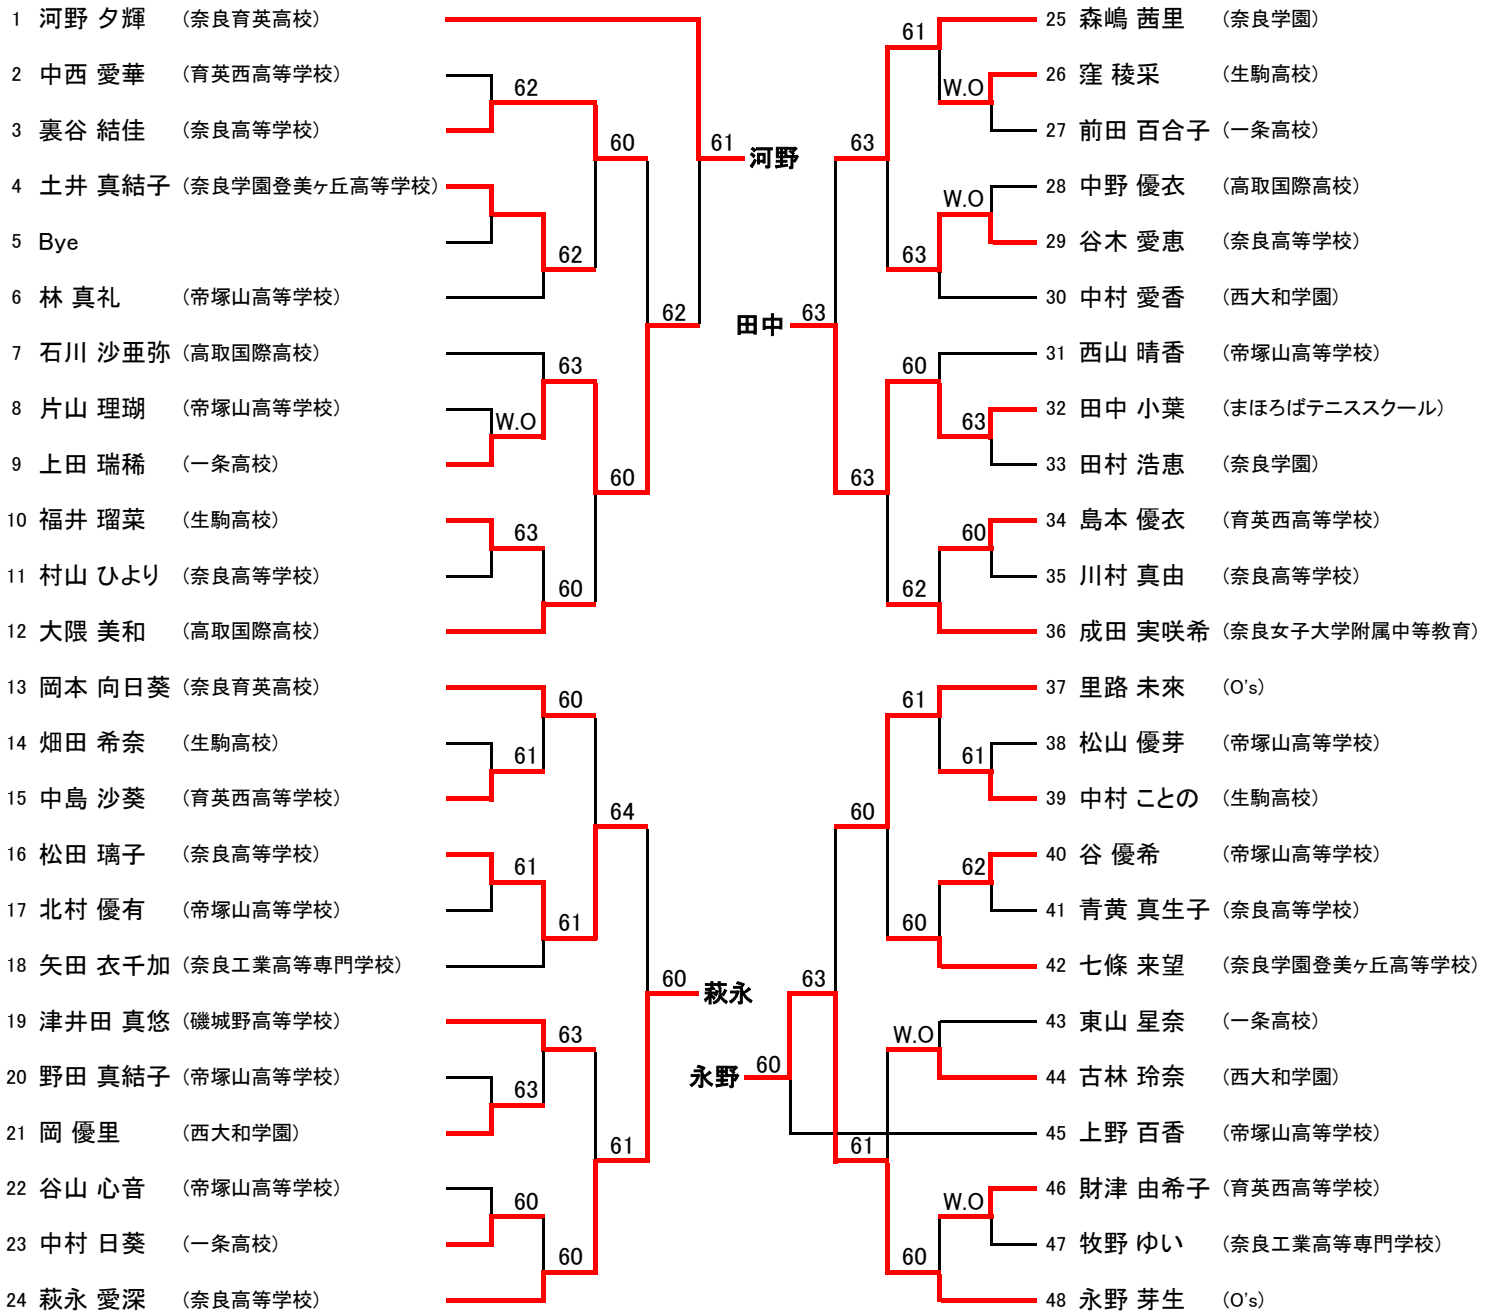 1 河野 夕輝 (奈良育英高校)
2 中西 愛華 (育英西高等学校)
62
3 裏谷 結佳 (奈良高等学校)
60
61
河野
4 土井 真結子 (奈良学園登美ヶ丘高等学校)
5 Bye
62
6 林 真礼 (帝塚山高等学校)
62
7 石川 沙亜弥 (高取国際高校)
63
8 片山 理瑚 (帝塚山高等学校)
W.O
9 上田 瑞稀 (一条高校)
60
10 福井 瑠菜 (生駒高校)
63
11 村山 ひより (奈良高等学校)
60
12 大隈 美和 (高取国際高校)
13 岡本 向日葵 (奈良育英高校)
60
14 畑田 希奈 (生駒高校)
61
15 中島 沙葵 (育英西高等学校)
64
16 松田 璃子 (奈良高等学校)
61
17 北村 優有 (帝塚山高等学校)
61
18 矢田 衣千加 (奈良工業高等専門学校)
60
萩永
19 津井田 真悠 (磯城野高等学校)
63
20 野田 真結子 (帝塚山高等学校)
63
21 岡 優里 (西大和学園)
61
22 谷山 心音 (帝塚山高等学校)
60
23 中村 日葵 (一条高校)
60
24 萩永 愛深 (奈良高等学校)
25 森嶋 茜里 (奈良学園)
61
26 窪 稜采 (生駒高校)
W.O
27 前田 百合子 (一条高校)
63
28 中野 優衣 (高取国際高校)
W.O
29 谷木 愛恵 (奈良高等学校)
63
30 中村 愛香 (西大和学園)
田中
63
31 西山 晴香 (帝塚山高等学校)
60
32 田中 小葉 (まほろばテニススクール)
63
33 田村 浩恵 (奈良学園)
63
34 島本 優衣 (育英西高等学校)
60
35 川村 真由 (奈良高等学校)
62
36 成田 実咲希 (奈良女子大学附属中等教育)
37 里路 未來 (O's)
61
38 松山 優芽 (帝塚山高等学校)
61
39 中村 ことの (生駒高校)
60
40 谷 優希 (帝塚山高等学校)
62
41 青黄 真生子 (奈良高等学校)
60
42 七條 来望 (奈良学園登美ヶ丘高等学校)
63
43 東山 星奈 (一条高校)
W.O
44 古林 玲奈 (西大和学園)
永野
60
45 上野 百香 (帝塚山高等学校)
61
46 財津 由希子 (育英西高等学校)
W.O
47 牧野 ゆい (奈良工業高等専門学校)
60
48 永野 芽生 (O's)